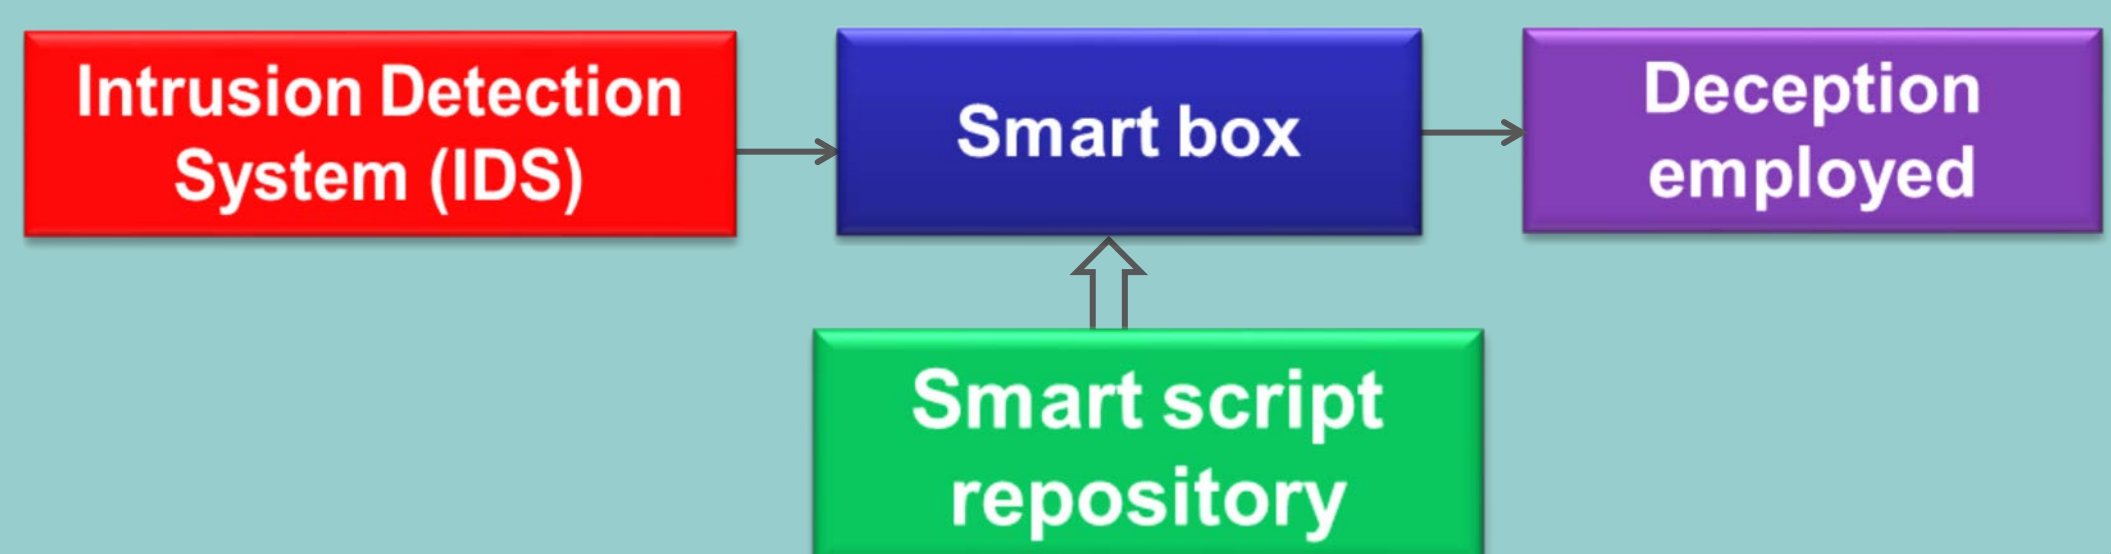 Intrusion Detection
System (IDS)
Smart box
Deception
employed
Smart script
repository